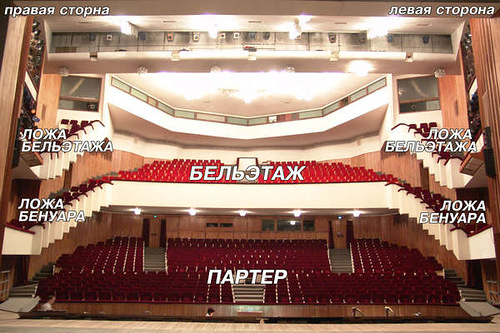 правая сторна
левая сторона
ЛОЖА
БЕЛЬЭТАЖА
ЛОЖА
БЕЛЬЭТАЖА
БЕЛЬЭТАЖ
ЛОЖА
БЕНУАРА
ЛОЖА
БЕНУАРА
ПАРТЕР